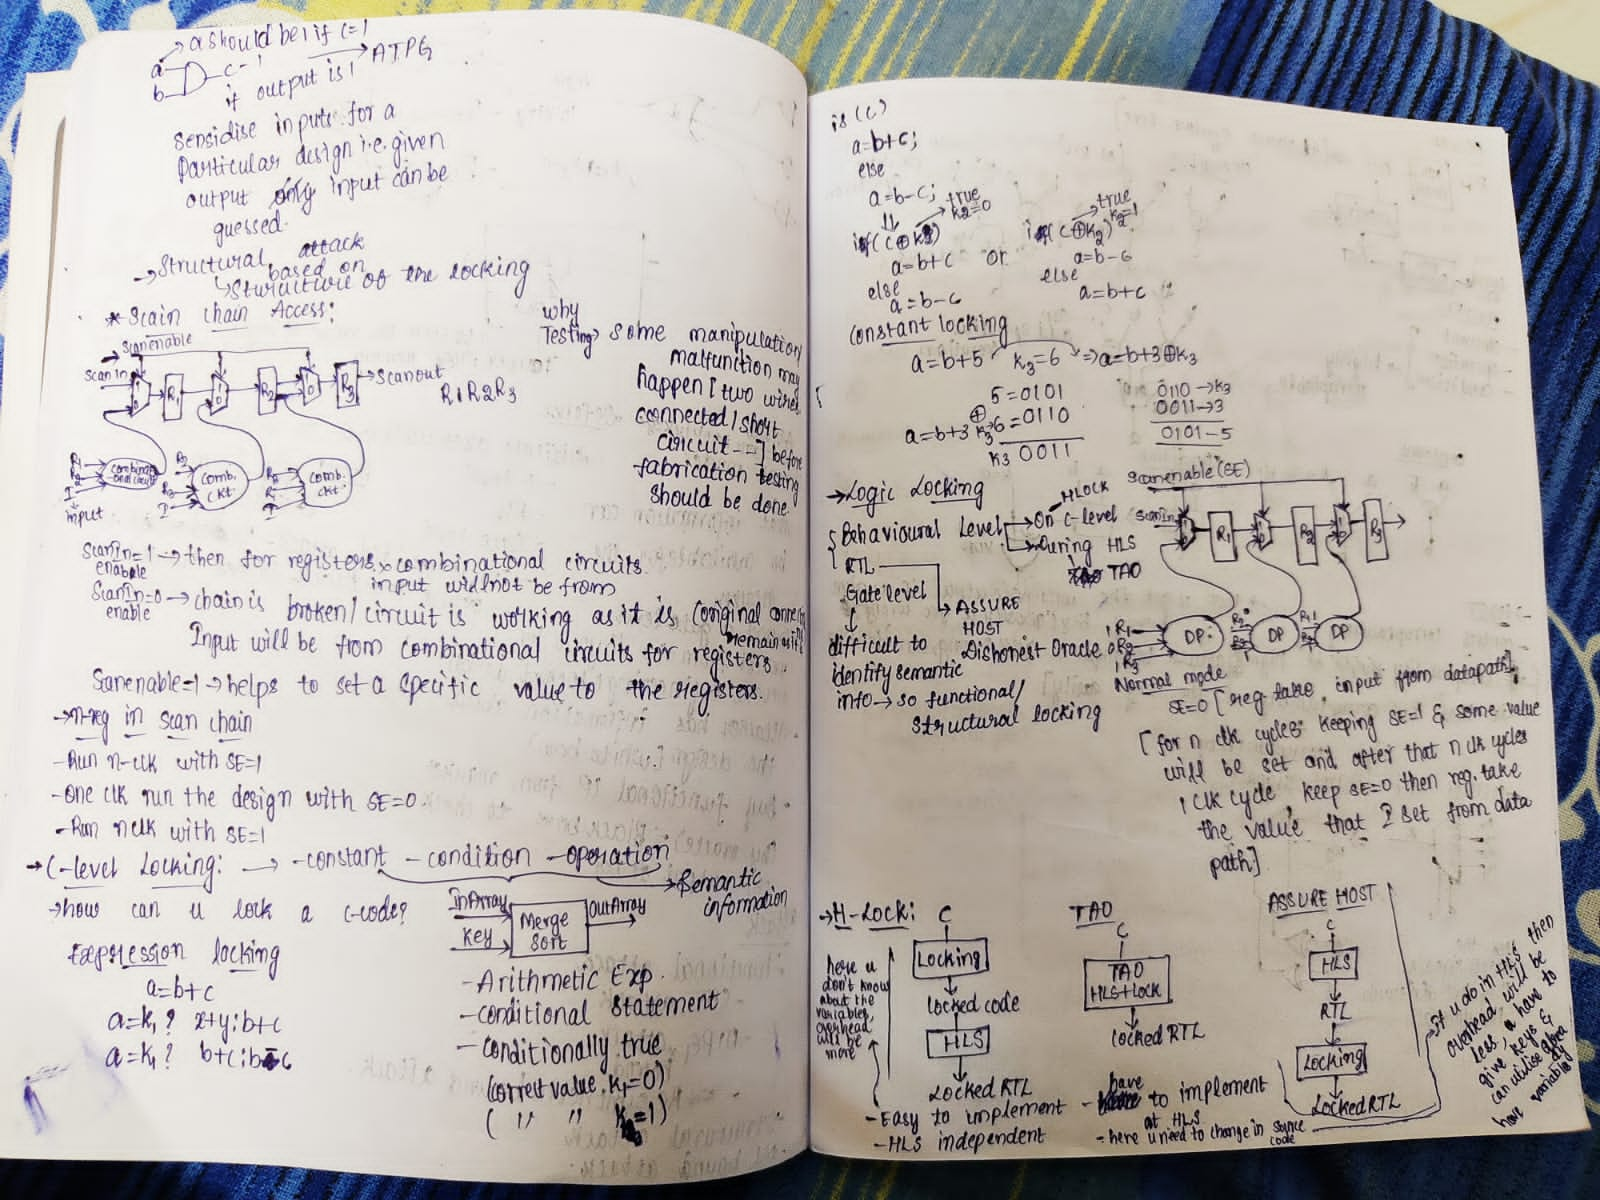 a should be 1 if c=1
a
b
c-1
→ ATPG
if output is 1
Sensidise inputs for a
Particular design i.e. given
output only input can be
guessed.
→ Structural attack
based on
↳ Structure of the locking
* Scain chain Access:
Scanenable
Scan in
R1
R2
R3
Scanout
R1R2R3
R1
R2
I
input
comb.
ckt
comb.
ckt
why
Testing → some manipulation/
malfunction may
happen [two wires
connected/short
circuit --] before
fabrication testing
should be done
ScanIn=1 → then for registers, combinational circuits
enable
input will not be from
ScanIn=0 → chain is broken/circuit is working as it is (original
enable
remain as it is
Input will be from combinational circuits for registers.
Scanenable=1 → helps to set a specific value to the registers.
→ n-reg in scan chain
- Run n-clk with SE=1
- One clk run the design with SE=0
- Run nclk with SE=1
→ C-level Locking: → - constant - condition - operation
→ Semantic
information
→ how can u lock a c-code?
InArray
Key
Merge
Sort
OutArray
Expression locking
a=b+c
a=k1? x+y:b+c
a=k1? b+c:b-c
- Arithmetic Exp.
- conditional statement
- conditionally true
(correct value, k1=0)
( " " =1)
is (c)
a=b+c;
else
a=b-c;
⇓
true
k2=0
if(c⊕k2)
a=b+c
else
a=b-c
or
true
k2=1
if(c⊕k2)
a=b-c
else
a=b+c
constant locking
a=b+5 k3=6 ⇒ a=b+3⊕k3
5=0101
⊕
6=0110
a=b+3
k3
k3 0011
0110 → k3
0011 → 3
0101 - 5
→ Logic Locking
Behavioural Level
HLOCK
→ On C-level
→ During HLS
TAO
RTL
Gate level
↓
→ ASSURE
HOST
difficult to
identify semantic
info → so functional/
structural locking
Dishonest Oracle
Scanenable (SE)
ScanIn
R1
R2
R3
R1
R2
R3
DP
DP
DP
Normal mode
SE=0 [reg take input from datapath]
[for n clk cycles keeping SE=1 & some value
will be set and after that n clk cycles
1 clk cycle keep SE=0 then reg. take
the value that I set from data
path]
→ H-Lock:
C
Locking
Locked code
HLS
Locked RTL
here u
don't know
about the
variables,
overhead
will be
more
- Easy to implement
- HLS independent
TAO
C
TAO
HLS+LOCK
Locked RTL
- have to implement
at HLS
- here u need to change in source
code
ASSURE HOST
C
HLS
RTL
Locking
Locked RTL
→ If u do in HLS then
overhead will be
less, u have to
give keys &
can utilise
have variables